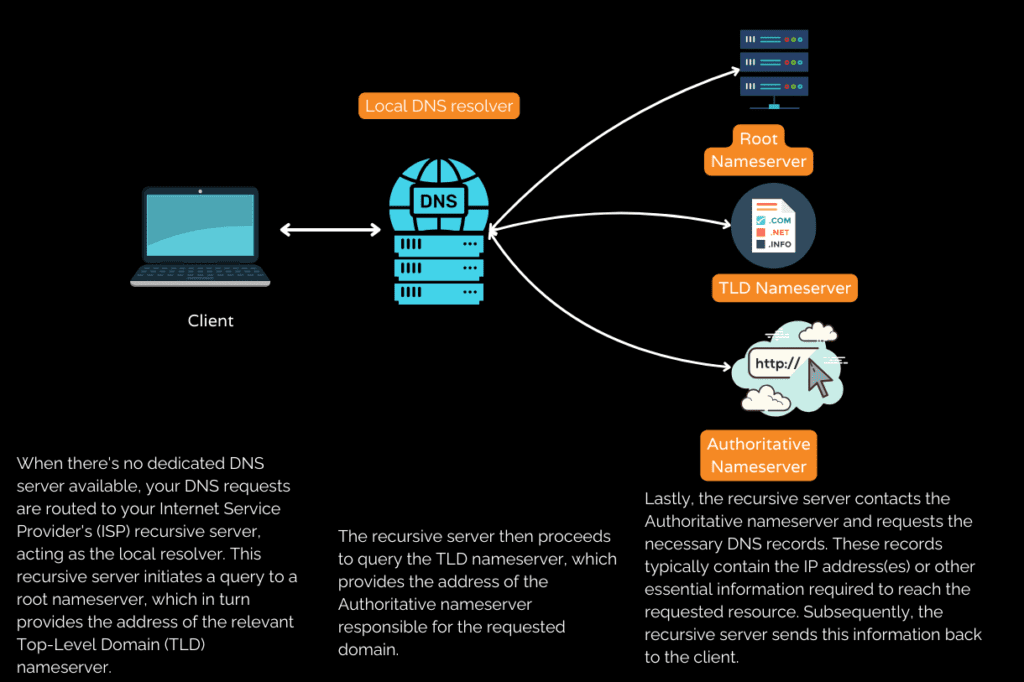 Local DNS resolver
DNS
Client
Root
Nameserver
.COM
.NET
.INFO
TLD Nameserver
http://
Authoritative
Nameserver
When there's no dedicated DNS
server available, your DNS requests
are routed to your Internet Service
Provider's (ISP) recursive server,
acting as the local resolver. This
recursive server initiates a query to a
root nameserver, which in turn
provides the address of the relevant
Top-Level Domain (TLD)
nameserver.
The recursive server then proceeds
to query the TLD nameserver, which
provides the address of the
Authoritative nameserver
responsible for the requested
domain.
Lastly, the recursive server contacts the
Authoritative nameserver and requests the
necessary DNS records. These records
typically contain the IP address(es) or other
essential information required to reach the
requested resource. Subsequently, the
recursive server sends this information back
to the client.